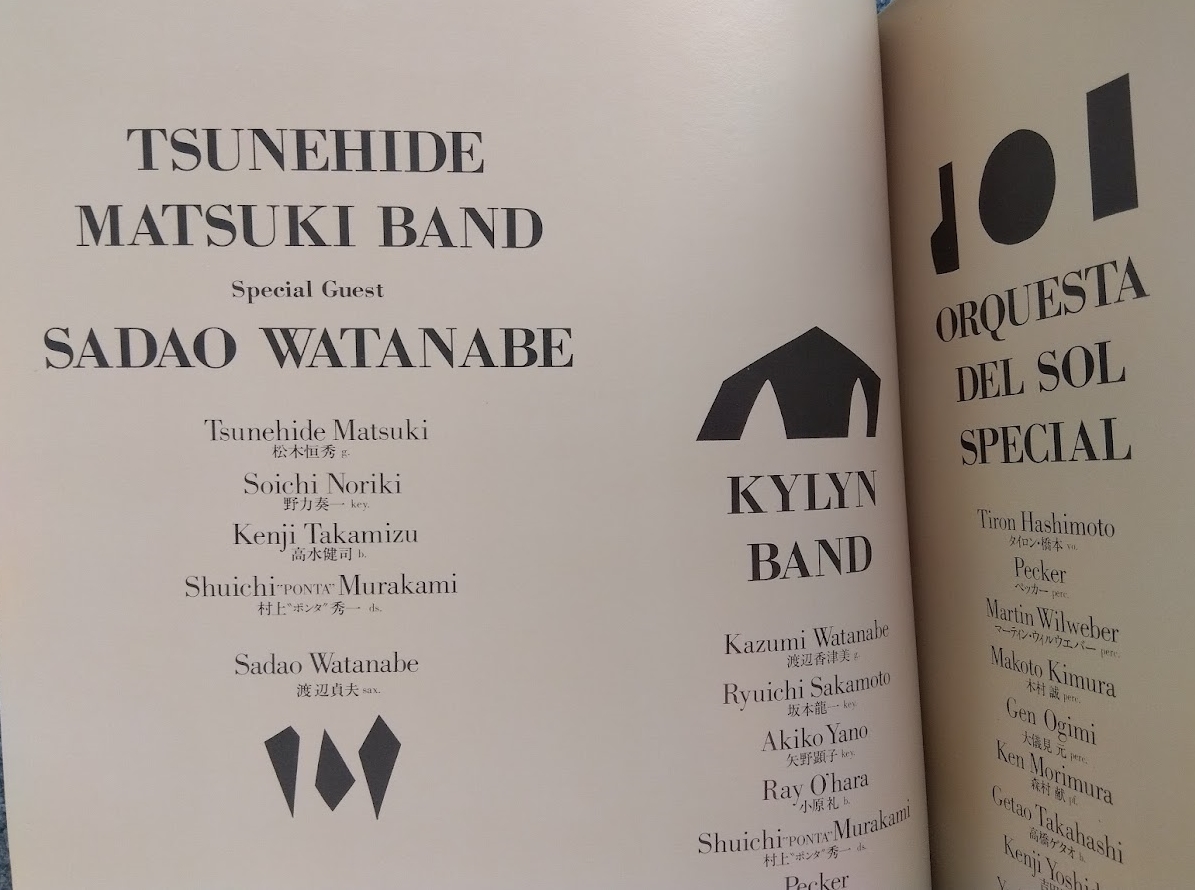 TSUNEHIDE
MATSUKI BAND
Special Guest
SADAO WATANABE
Tsunehide Matsuki
松木恒秀 g.
Soichi Noriki
野力奏一 key.
Kenji Takamizu
高水健司 b.
Shuichi"PONTA"Murakami
村上"ポンタ"秀一 ds.
Sadao Watanabe
渡辺貞夫 sax.
KYLYN
BAND
Kazumi Watanabe
渡辺香津美 g.
Ryuichi Sakamoto
坂本龍一 key.
Akiko Yano
矢野顕子 key.
Ray O'hara
小原礼 b.
Shuichi"PONTA"Murakami
村上"ポンタ"秀一 ds.
Pecker
ORQUESTA
DEL SOL
SPECIAL
Tiron Hashimoto
タイロン・橋本 vo.
Pecker
ペッカー perc.
Martin Wilweber
マーティン・ウィルウエバー perc.
Makoto Kimura
木村 誠 perc.
Gen Ogimi
大儀見 元 perc.
Ken Morimura
森村 献 pf.
Getao Takahashi
高橋ゲタオ b.
Kenji